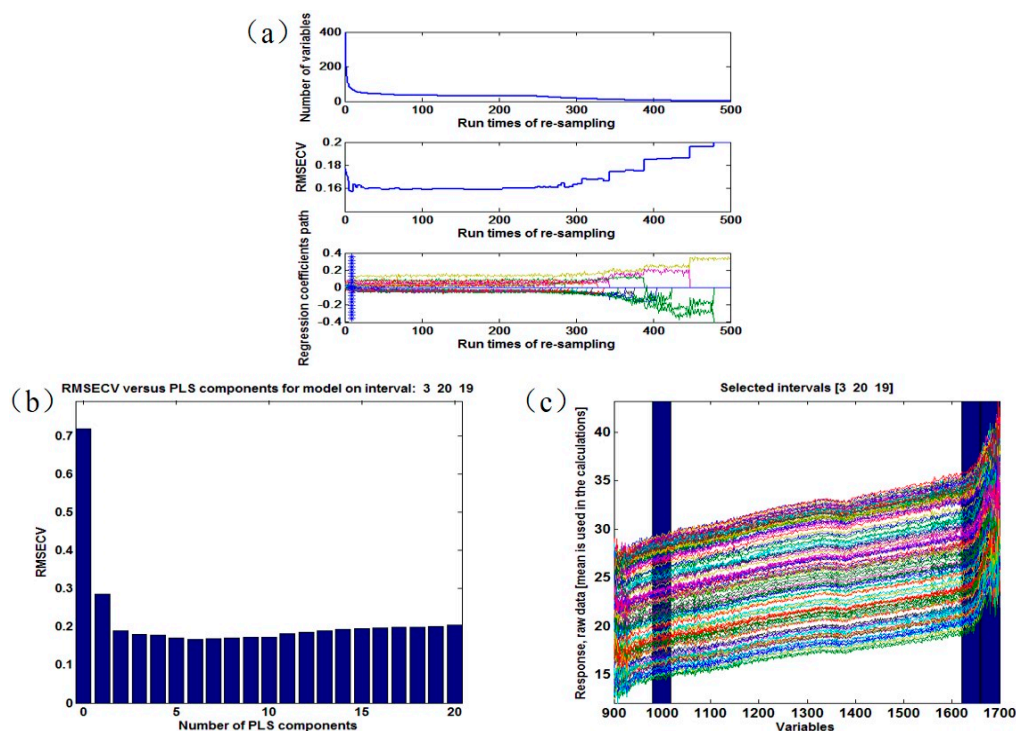 (a)
Number of variables
400
200
0
0 100 200 300 400 500
Run times of re-sampling
RMSECV
0.2
0.18
0.16
0 100 200 300 400 500
Run times of re-sampling
Regression coefficients path
0.4
0.2
0
-0.2
-0.4
0 100 200 300 400 500
Run times of re-sampling
(b)
RMSECV versus PLS components for model on interval: 3 20 19
RMSECV
0.7
0.6
0.5
0.4
0.3
0.2
0.1
0
0 5 10 15 20
Number of PLS components
(c)
Selected intervals [3 20 19]
Response, raw data [mean is used in the calculations]
40
35
30
25
20
15
900 1000 1100 1200 1300 1400 1500 1600 1700
Variables